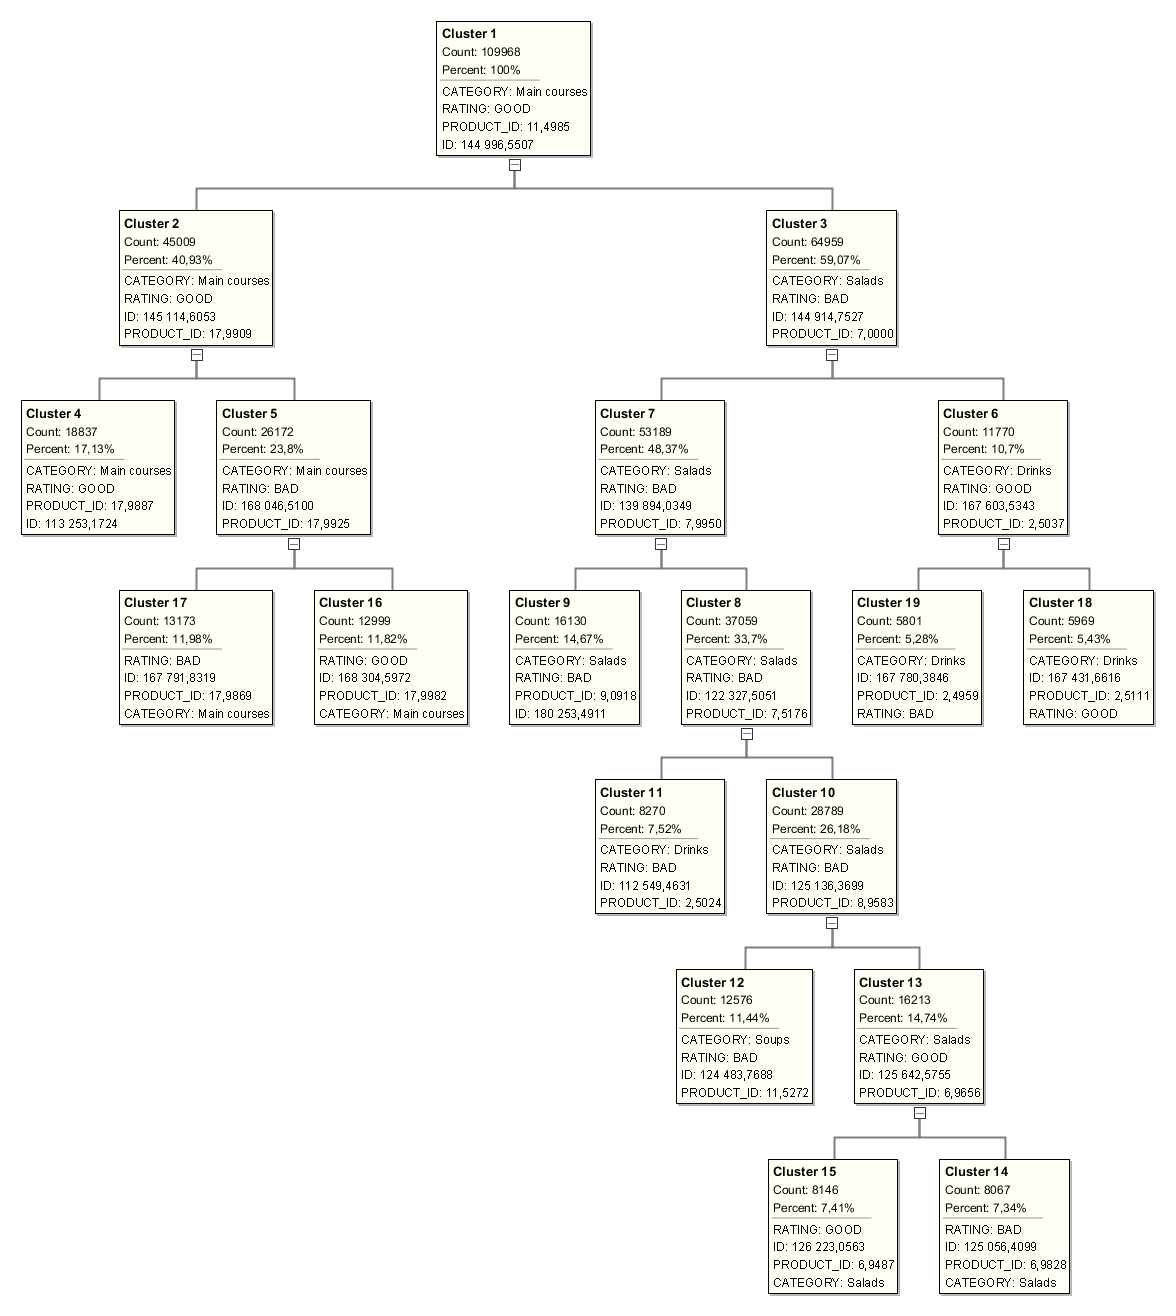 Cluster 1
Count: 109968
Percent: 100%
CATEGORY: Main courses
RATING: GOOD
PRODUCT_ID: 11,4985
ID: 144 996,5507
Cluster 2
Count: 45009
Percent: 40,93%
CATEGORY: Main courses
RATING: GOOD
ID: 145 114,6053
PRODUCT_ID: 17,9909
Cluster 3
Count: 64959
Percent: 59,07%
CATEGORY: Salads
RATING: BAD
ID: 144 914,7527
PRODUCT_ID: 7,0000
Cluster 4
Count: 18837
Percent: 17,13%
CATEGORY: Main courses
RATING: GOOD
PRODUCT_ID: 17,9887
ID: 113 253,1724
Cluster 5
Count: 26172
Percent: 23,8%
CATEGORY: Main courses
RATING: BAD
ID: 168 046,5100
PRODUCT_ID: 17,9925
Cluster 7
Count: 53189
Percent: 48,37%
CATEGORY: Salads
RATING: BAD
ID: 139 894,0349
PRODUCT_ID: 7,9950
Cluster 6
Count: 11770
Percent: 10,7%
CATEGORY: Drinks
RATING: GOOD
ID: 167 603,5343
PRODUCT_ID: 2,5037
Cluster 17
Count: 13173
Percent: 11,98%
RATING: BAD
ID: 167 791,8319
PRODUCT_ID: 17,9869
CATEGORY: Main courses
Cluster 16
Count: 12999
Percent: 11,82%
RATING: GOOD
ID: 168 304,5972
PRODUCT_ID: 17,9982
CATEGORY: Main courses
Cluster 9
Count: 16130
Percent: 14,67%
CATEGORY: Salads
RATING: BAD
PRODUCT_ID: 9,0918
ID: 180 253,4911
Cluster 8
Count: 37059
Percent: 33,7%
CATEGORY: Salads
RATING: BAD
ID: 122 327,5051
PRODUCT_ID: 7,5176
Cluster 19
Count: 5801
Percent: 5,28%
CATEGORY: Drinks
ID: 167 780,3846
PRODUCT_ID: 2,4959
RATING: BAD
Cluster 18
Count: 5969
Percent: 5,43%
CATEGORY: Drinks
ID: 167 431,6616
PRODUCT_ID: 2,5111
RATING: GOOD
Cluster 11
Count: 8270
Percent: 7,52%
CATEGORY: Drinks
RATING: BAD
ID: 112 549,4631
PRODUCT_ID: 2,5024
Cluster 10
Count: 28789
Percent: 26,18%
CATEGORY: Salads
RATING: BAD
ID: 125 136,3699
PRODUCT_ID: 8,9583
Cluster 12
Count: 12576
Percent: 11,44%
CATEGORY: Soups
RATING: BAD
ID: 124 483,7688
PRODUCT_ID: 11,5272
Cluster 13
Count: 16213
Percent: 14,74%
CATEGORY: Salads
RATING: GOOD
ID: 125 642,5755
PRODUCT_ID: 6,9656
Cluster 15
Count: 8146
Percent: 7,41%
RATING: GOOD
ID: 126 223,0563
PRODUCT_ID: 6,9487
CATEGORY: Salads
Cluster 14
Count: 8067
Percent: 7,34%
RATING: BAD
ID: 125 056,4099
PRODUCT_ID: 6,9828
CATEGORY: Salads